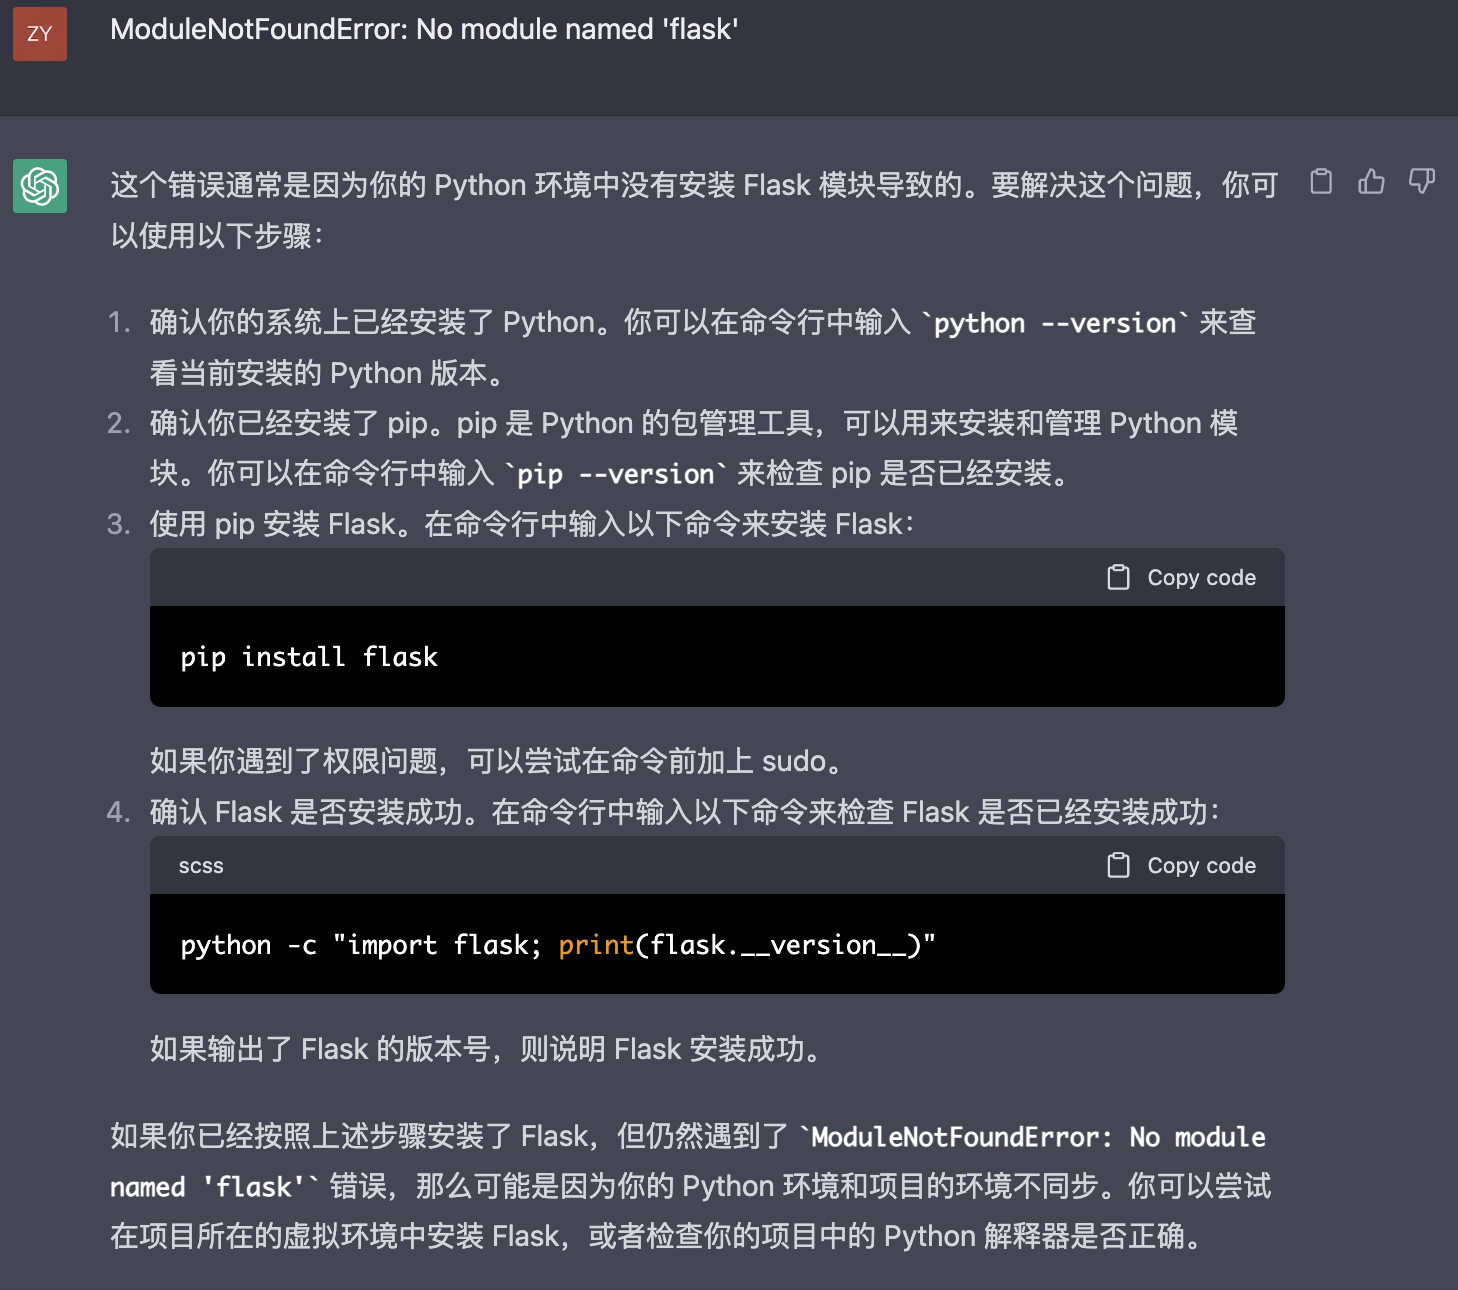 ZY
ModuleNotFoundError: No module named 'flask'
这个错误通常是因为你的 Python 环境中没有安装 Flask 模块导致的。要解决这个问题，你可
以使用以下步骤：
1. 确认你的系统上已经安装了 Python。你可以在命令行中输入 `python --version` 来查
看当前安装的 Python 版本。
2. 确认你已经安装了 pip。pip 是 Python 的包管理工具，可以用来安装和管理 Python 模
块。你可以在命令行中输入 `pip --version` 来检查 pip 是否已经安装。
3. 使用 pip 安装 Flask。在命令行中输入以下命令来安装 Flask：
Copy code
pip install flask
如果你遇到了权限问题，可以尝试在命令前加上 sudo。
4. 确认 Flask 是否安装成功。在命令行中输入以下命令来检查 Flask 是否已经安装成功：
scss Copy code
python -c "import flask; print(flask.__version__)"
如果输出了 Flask 的版本号，则说明 Flask 安装成功。
如果你已经按照上述步骤安装了 Flask，但仍然遇到了 `ModuleNotFoundError: No module
named 'flask'` 错误，那么可能是因为你的 Python 环境和项目的环境不同步。你可以尝试
在项目所在的虚拟环境中安装 Flask，或者检查你的项目中的 Python 解释器是否正确。